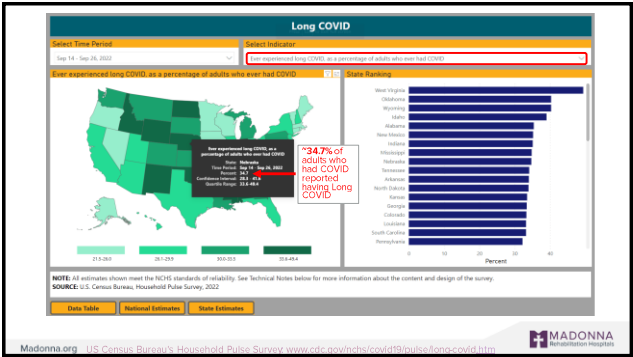 Long COVID
Select Time Period
Select Indicator
Sep 14 - Sep 26, 2022
Ever experienced long COVID, as a percentage of adults who ever had COVID
Ever experienced long COVID, as a percentage of adults who ever had COVID
State Ranking
Ever experienced long COVID, as a
percentage of adults who ever had COVID
State: Nebraska
Time Period: Sep 14 - Sep 26, 2022
Percent: 34.7
Confidence Interval: 28.3 - 41.6
Quartile Range: 33.6-49.4
~34.7% of
adults who
had COVID
reported
having Long
COVID
21.3-26.0
26.1-29.9
30.0-33.5
33.6-49.4
West Virginia
Oklahoma
Wyoming
Idaho
Alabama
New Mexico
Indiana
Mississippi
Nebraska
Tennessee
Arkansas
North Dakota
Kansas
Georgia
Colorado
Louisiana
South Carolina
Pennsylvania
0 10 20 30 40
Percent
NOTE: All estimates shown meet the NCHS standards of reliability. See Technical Notes below for more information about the content and design of the survey.
SOURCE: U.S. Census Bureau, Household Pulse Survey, 2022
Data Table
National Estimates
State Estimates
Madonna.org
US Census Bureau's Household Pulse Survey www.cdc.gov/nchs/covid19/pulse/long-covid.htm
MADONNA
Rehabilitation Hospitals